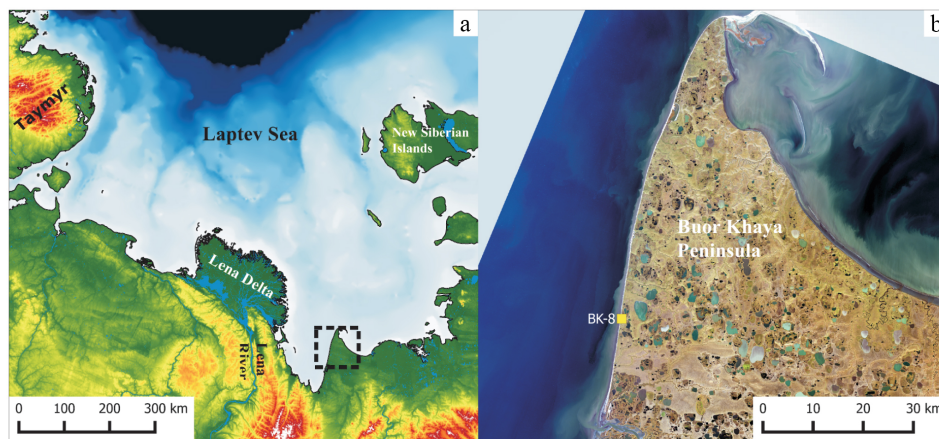 a
Taymyr
Laptev Sea
New Siberian
Islands
Lena Delta
Lena
River
0 100 200 300 km
b
Buor Khaya
Peninsula
BK-8
0 10 20 30 km